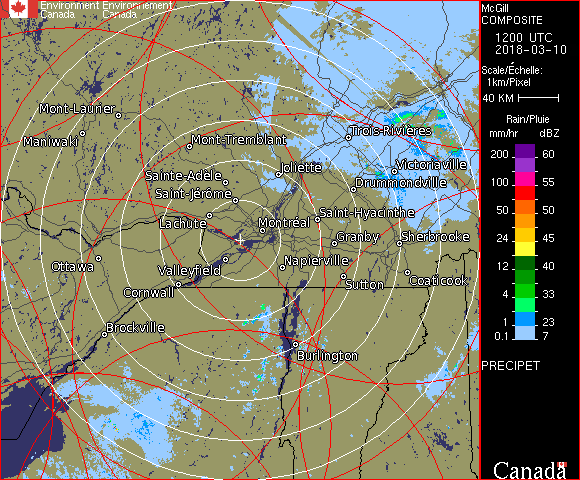 Environment Environnement
Canada Canada
McGill
COMPOSITE
1200 UTC
2018-03-10
Scale/Échelle:
1km/Pixel
40 KM
Rain/Pluie
mm/hr dBZ
200 60
100 55
50 50
24 45
12 40
4 33
1 23
0.1 7
PRECIPET
Canada
Mont-Laurier
Maniwaki
Mont-Tremblant
Trois-Rivières
Joliette
Victoriaville
Sainte-Adèle
Drummondville
Saint-Jérôme
Saint-Hyacinthe
Lachute
Montréal
Granby
Sherbrooke
Ottawa
Valleyfield
Napierville
Sutton
Coaticook
Cornwall
Brockville
Burlington